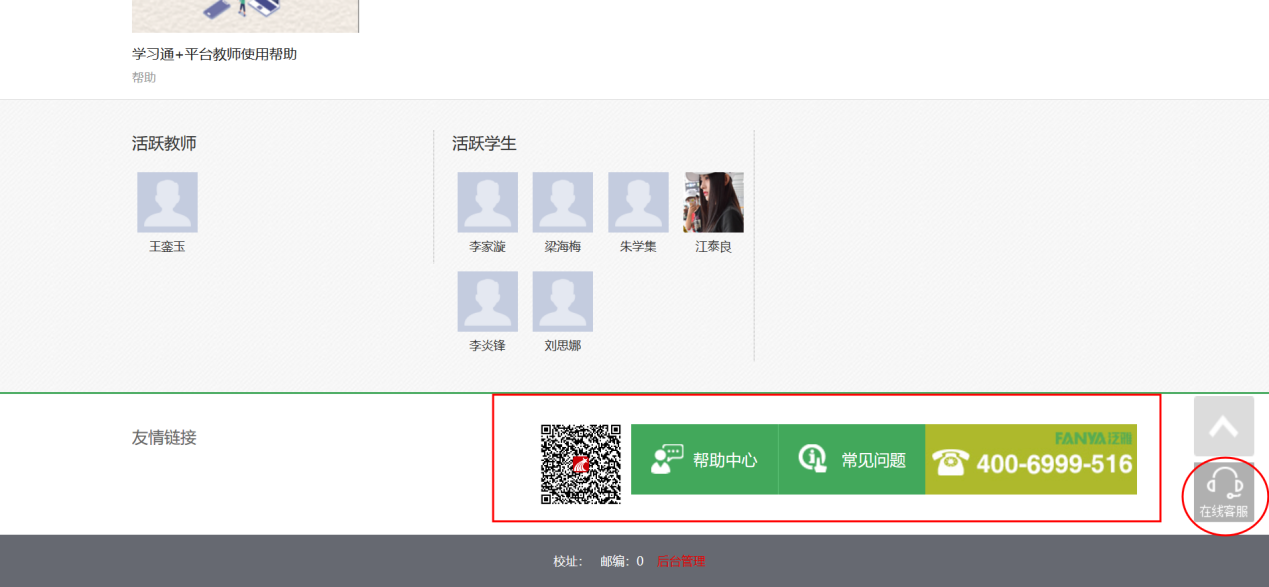 学习通+平台教师使用帮助
帮助
活跃教师
王銮玉
活跃学生
李家漩 梁海梅 朱学集 江泰良
李炎锋 刘思娜
友情链接
帮助中心
常见问题
FANYA泛雅
400-6999-516
在线客服
校址: 邮编: 0 后台管理